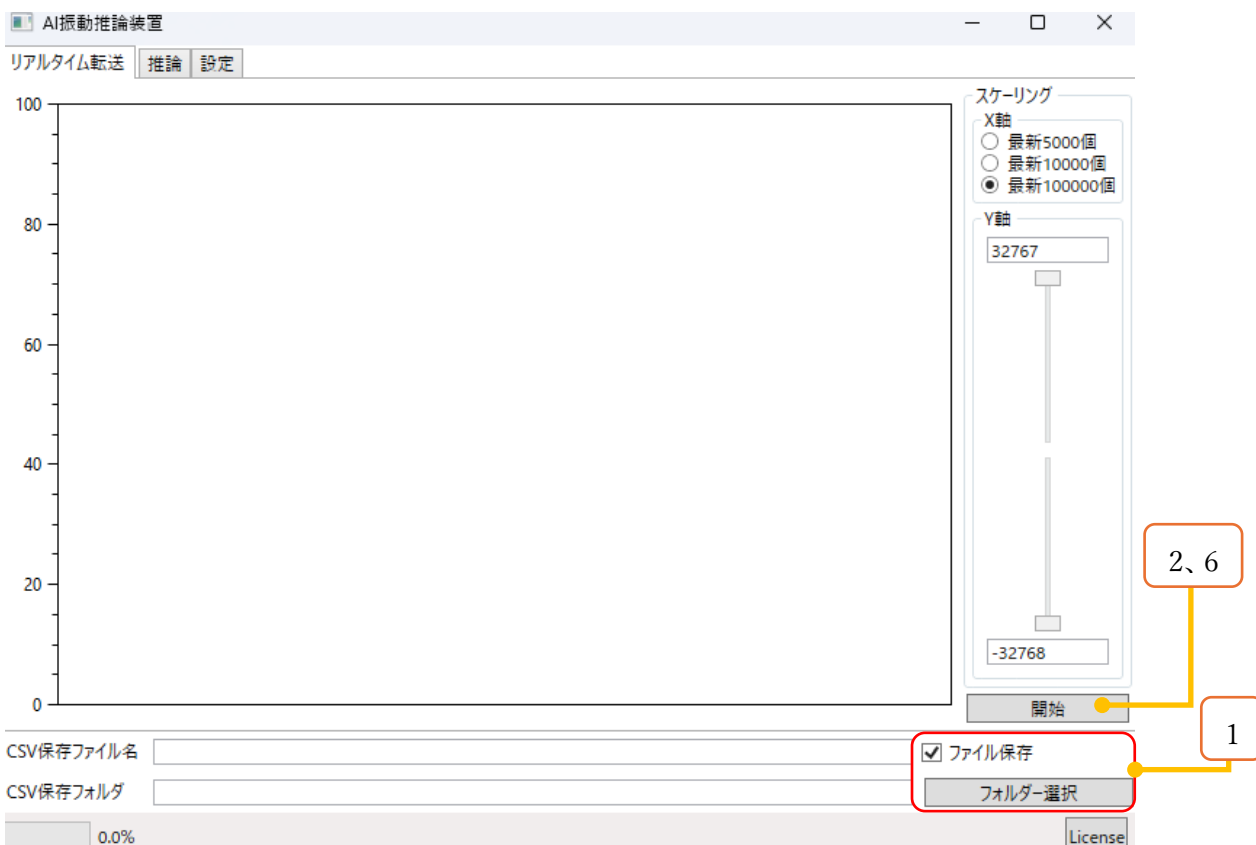 AI振動推論装置
リアルタイム転送 推論 設定
スケーリング
X軸
最新5000個
最新10000個
最新100000個
Y軸
32767
-32768
100
80
60
40
20
0
2、6
開始
1
CSV保存ファイル名
ファイル保存
CSV保存フォルダ
フォルダー選択
0.0%
License